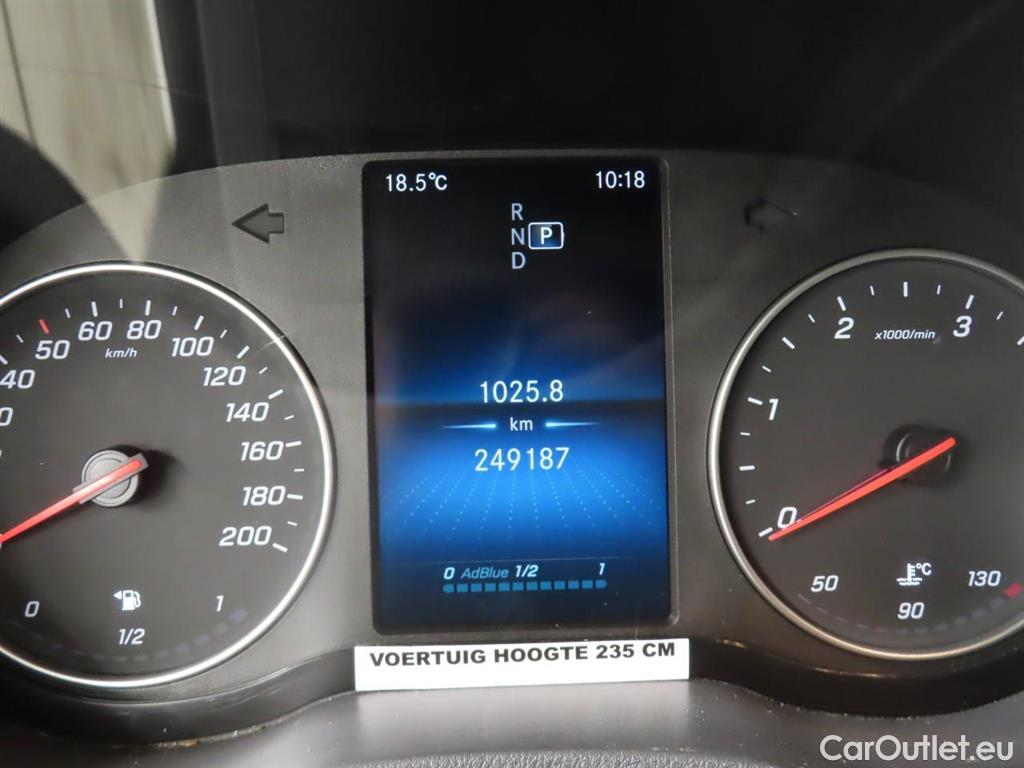 18.5°C 10:18
R
N P
D
40 50 60 80 100 120 140 160 180 200
km/h
0 1/2 1
1025.8
km
249187
0 AdBlue 1/2 1
0 1 2 3
x1000/min
50 90 130
°C
VOERTUIG HOOGTE 235 CM
CarOutlet.eu